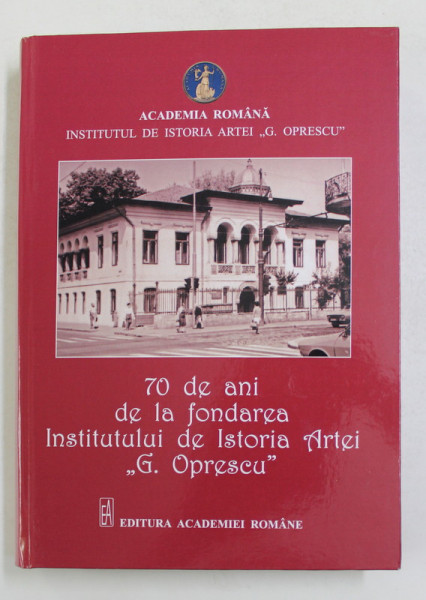 ACADEMIA ROMÂNĂ
INSTITUTUL DE ISTORIA ARTEI „G. OPRESCU”
70 de ani
de la fondarea
Institutului de Istoria Artei
„G. Oprescu”
EA EDITURA ACADEMIEI ROMÂNE